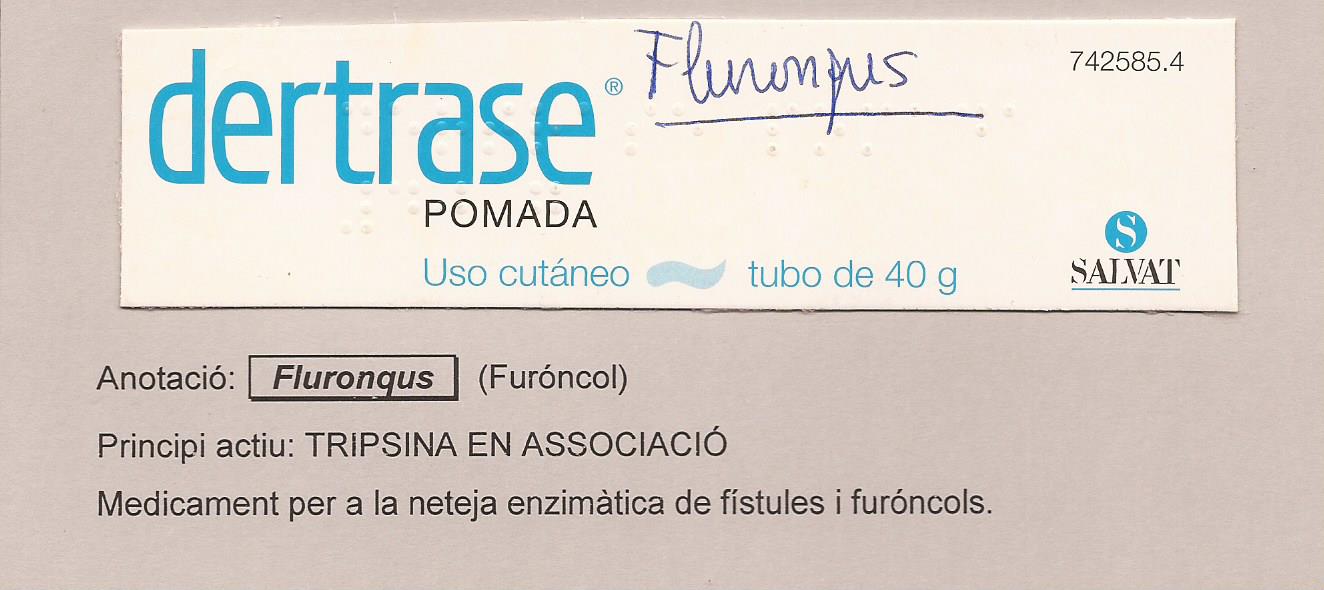 dertrase® Fluronqus 742585.4
POMADA
Uso cutáneo tubo de 40 g
S
SALVAT
Anotació: Fluronqus (Furóncol)
Principi actiu: TRIPSINA EN ASSOCIACIÓ
Medicament per a la neteja enzimàtica de fístules i furóncols.